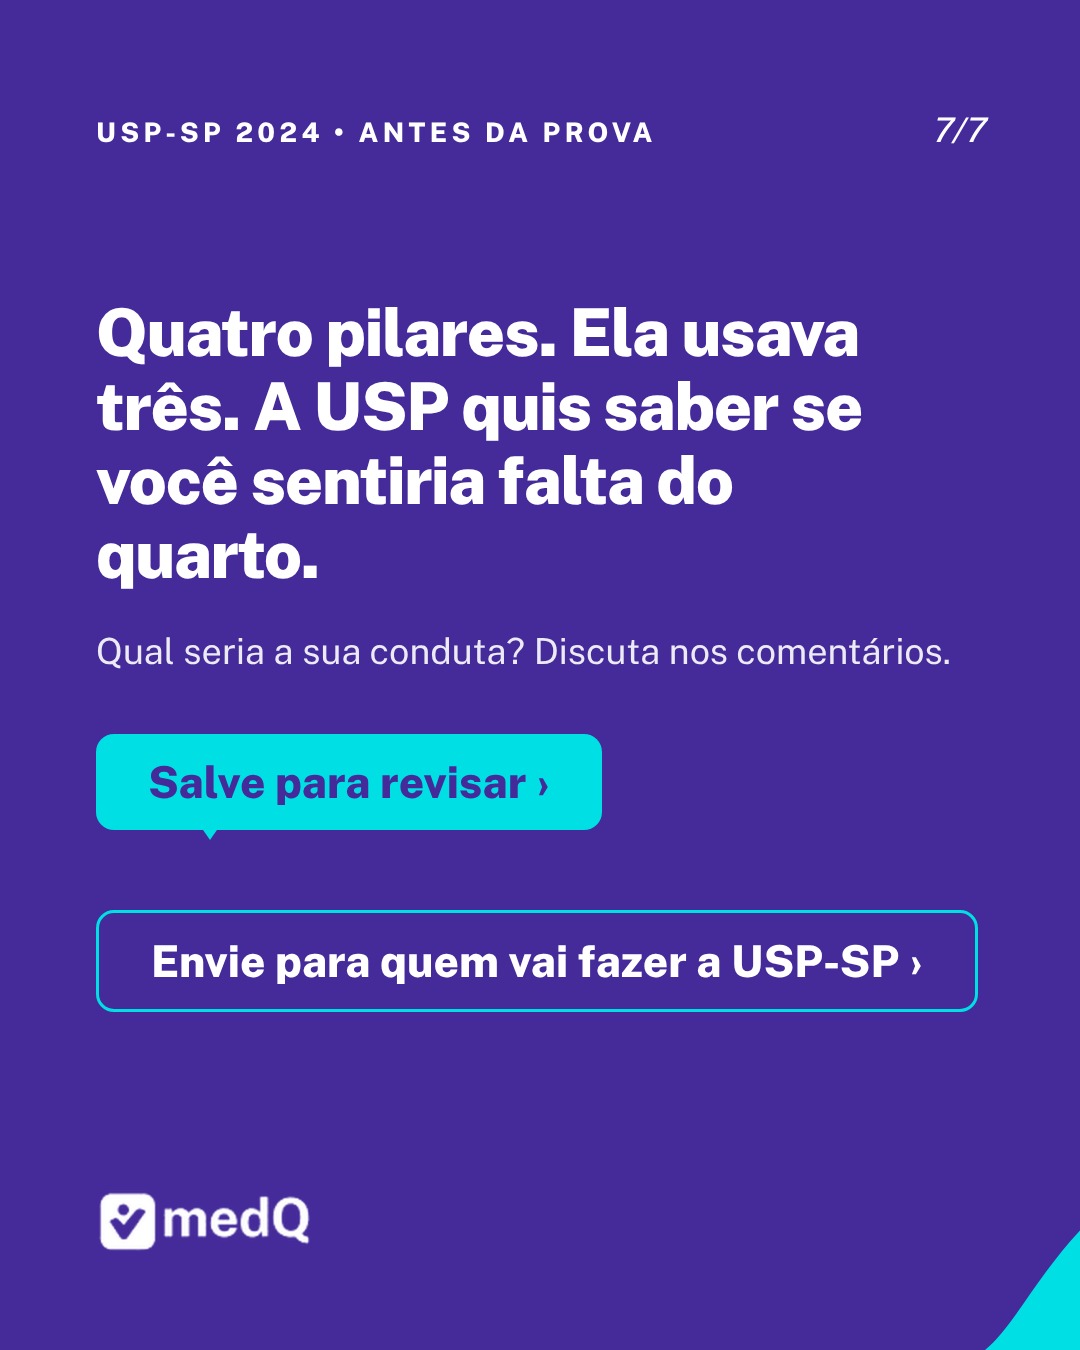 USP-SP 2024 • ANTES DA PROVA
7/7
Quatro pilares. Ela usava
três. A USP quis saber se
você sentiria falta do
quarto.
Qual seria a sua conduta? Discuta nos comentários.
Salve para revisar ›
Envie para quem vai fazer a USP-SP ›
medQ